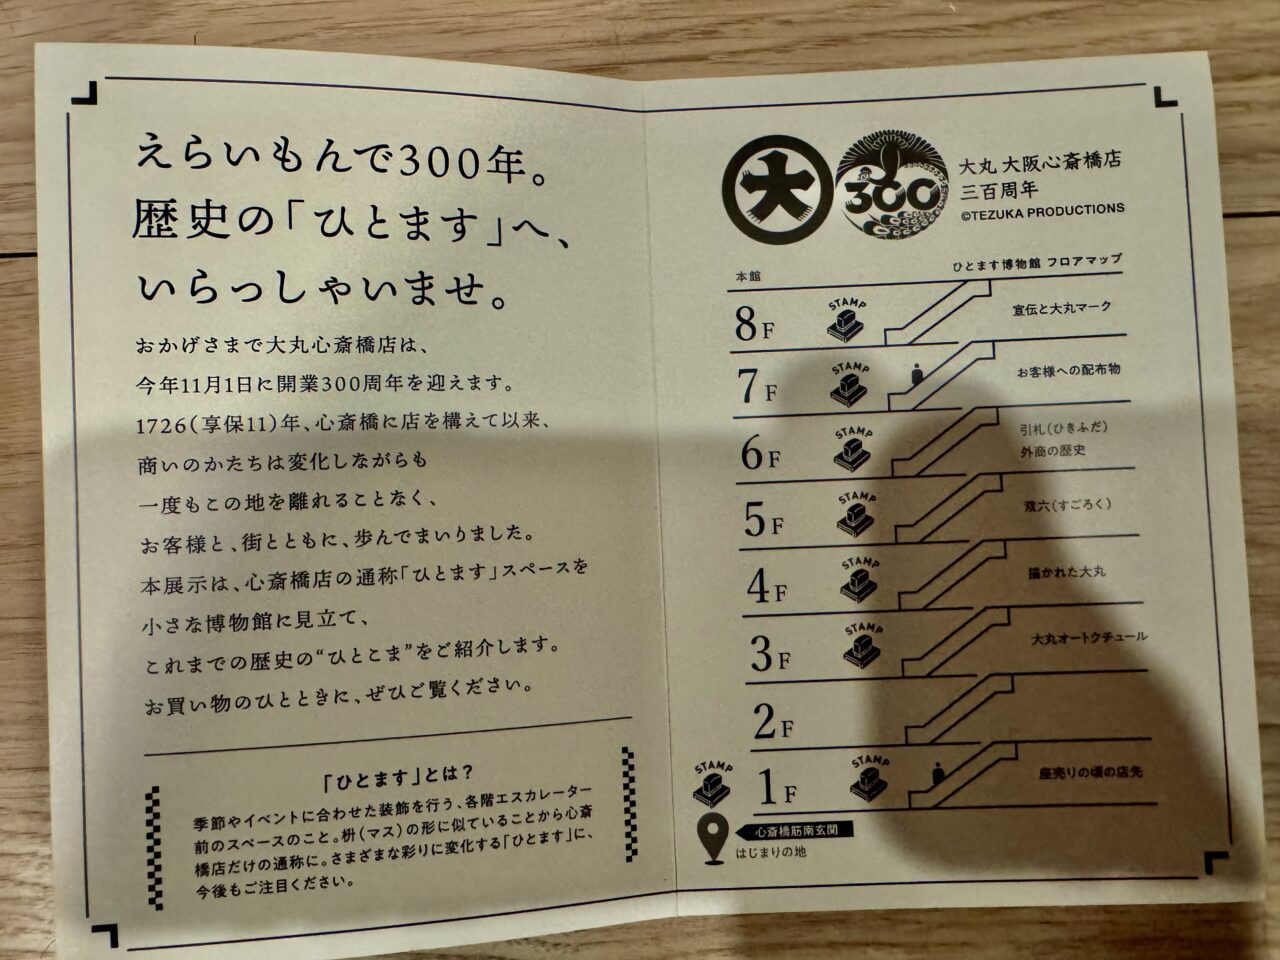 えらいもんで300年。
歴史の「ひとます」へ、
いらっしゃいませ。
おかげさまで大丸心斎橋店は、
今年11月1日に開業300周年を迎えます。
1726(享保11)年、心斎橋に店を構えて以来、
商いのかたちは変化しながらも
一度もこの地を離れることなく、
お客様と、街とともに、歩んでまいりました。
本展示は、心斎橋店の通称「ひとます」スペースを
小さな博物館に見立て、
これまでの歴史の“ひとこま”をご紹介します。
お買い物のひとときに、ぜひご覧ください。
「ひとます」とは?
季節やイベントに合わせた装飾を行う、各階エスカレーター
前のスペースのこと。枡(マス)の形に似ていることから心斎
橋店だけの通称に。さまざまな彩りに変化する「ひとます」に、
今後もご注目ください。
大
300
大丸 大阪心斎橋店
三百周年
©TEZUKA PRODUCTIONS
本館
ひとます博物館 フロアマップ
8F STAMP 宣伝と大丸マーク
7F STAMP お客様への配布物
6F STAMP 引札(ひきふだ)
外商の歴史
5F STAMP 双六(すごろく)
4F STAMP 描かれた大丸
3F STAMP 大丸オートクチュール
2F
STAMP 1F STAMP 座売りの頃の店先
心斎橋筋南玄関
はじまりの地